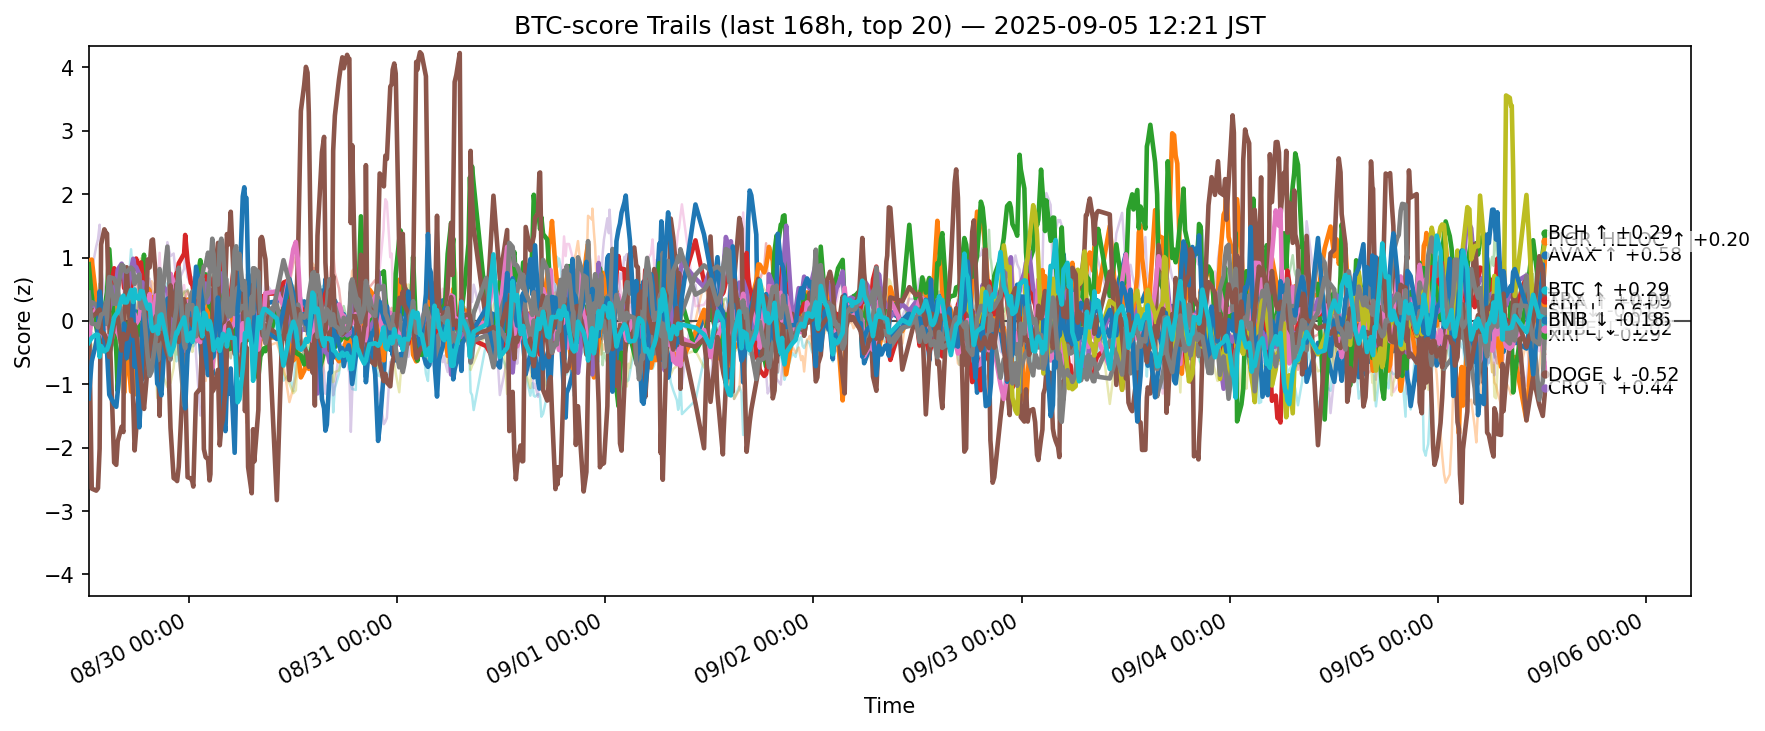 BTC-score Trails (last 168h, top 20) — 2025-09-05 12:21 JST
Score (z)
4
3
2
1
0
−1
−2
−3
−4
BCH ↑ +0.29
↑ +0.20
AVAX ↑ +0.58
BTC ↑ +0.29
BNB ↓ -0.18
DOGE ↓ -0.52
CRO ↑ +0.44
08/30 00:00
08/31 00:00
09/01 00:00
09/02 00:00
09/03 00:00
09/04 00:00
09/05 00:00
09/06 00:00
Time